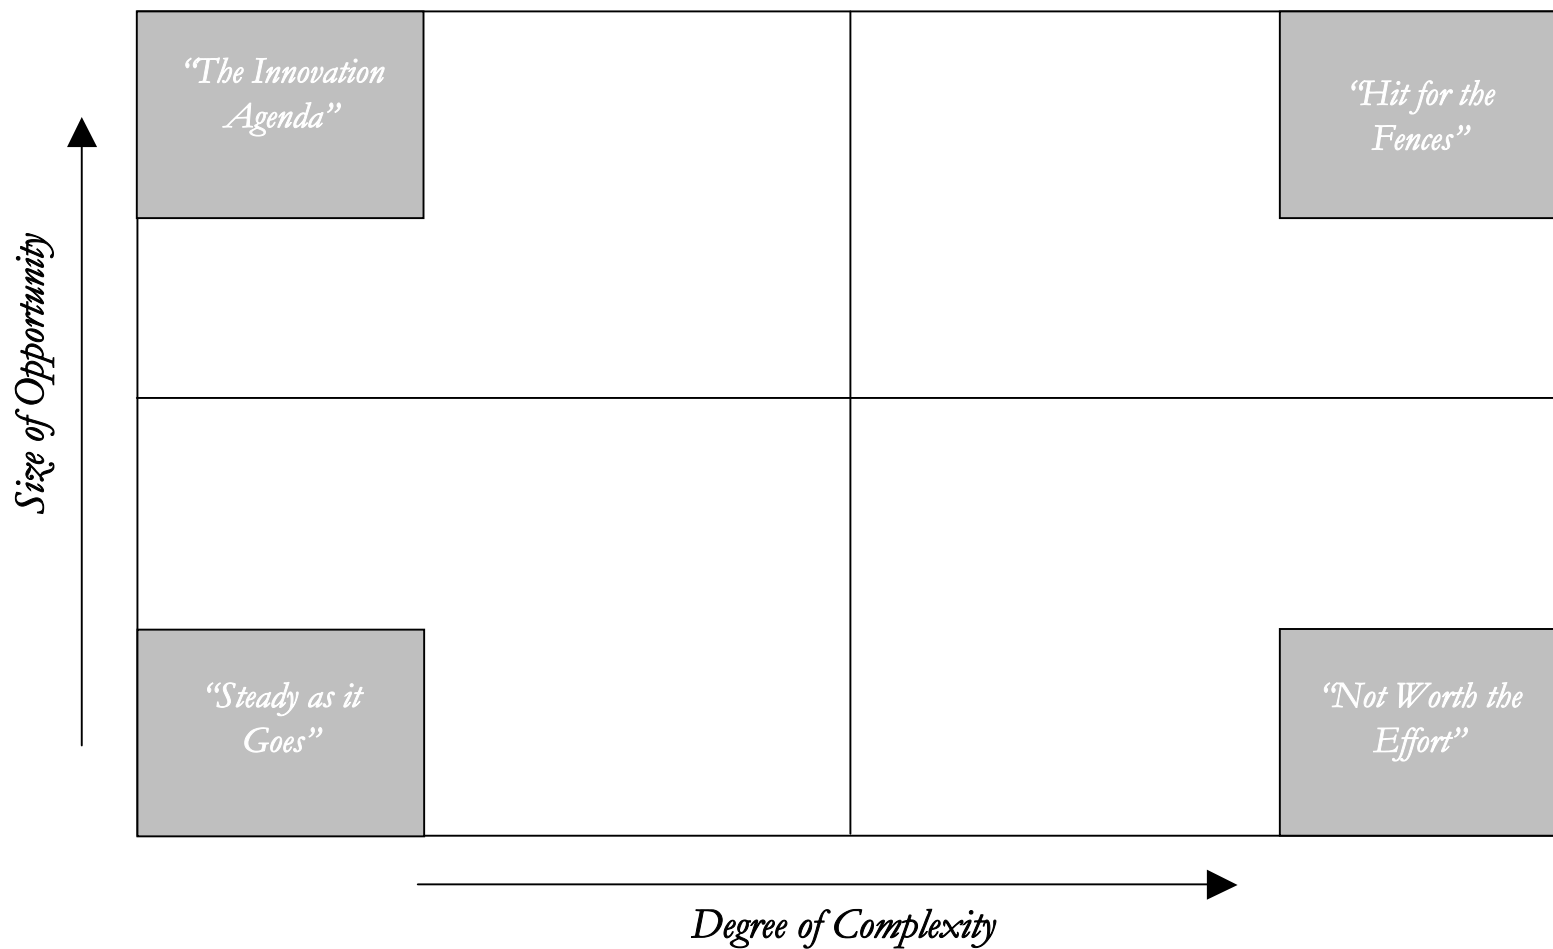 “The Innovation
Agenda”
“Hit for the
Fences”
Size of Opportunity
“Steady as it
Goes”
“Not Worth the
Effort”
Degree of Complexity